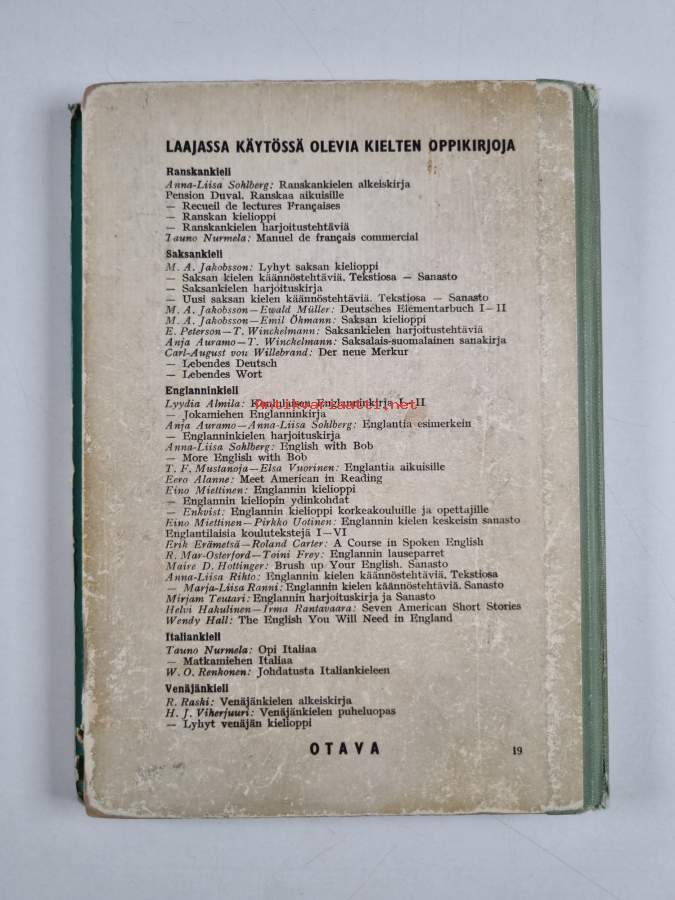 LAAJASSA KÄYTÖSSÄ OLEVIA KIELTEN OPPIKIRJOJA
Ranskankieli
Anna-Liisa Sohlberg: Ranskankielen alkeiskirja
Pension Duval. Ranskaa aikuisille
— Recueil de lectures Françaises
— Ranskan kielioppi
— Ranskankielen harjoitustehtäviä
Tauno Nurmela: Manuel de français commercial
Saksankieli
M. A. Jakobsson: Lyhyt saksan kielioppi
— Saksan kielen käännöstehtäviä. Tekstiosa — Sanasto
— Saksankielen harjoituskirja
— Uusi saksan kielen käännöstehtäviä. Tekstiosa — Sanasto
M. A. Jakobsson—Ewald Müller: Deutsches Elementarbuch I—II
M. A. Jakobsson—Emil Öhmann: Saksan kielioppi
E. Peterson—T. Winckelmann: Saksankielen harjoitustehtäviä
Anja Auramo—T. Winckelmann: Saksalais-suomalainen sanakirja
Carl-August von Willebrand: Der neue Merkur
— Lebendes Deutsch
— Lebendes Wort
Englanninkieli
Lyydia Almila: Englanninkirja I—II
antikvariaatti.net
— Jokamiehen Englanninkirja
Anja Auramo—Anna-Liisa Sohlberg: Englantia esimerkein
— Englanninkielen harjoituskirja
Anna-Liisa Sohlberg: English with Bob
— More English with Bob
T. F. Mustanoja—Elsa Vuorinen: Englantia aikuisille
Eero Alanne: Meet American in Reading
Eino Miettinen: Englannin kielioppi
— Englannin kieliopin ydinkohdat
— Enkvist: Englannin kielioppi korkeakouluille ja opettajille
Eino Miettinen—Pirkko Uotinen: Englannin kielen keskeisin sanasto
Englantilaisia koulutekstejä I—VI
Erik Erämetsä—Roland Carter: A Course in Spoken English
R. Mar-Osterford—Toini Frey: Englannin lauseparret
Maire D. Hottinger: Brush up Your English. Sanasto
Anna-Liisa Rihto: Englannin kielen käännöstehtäviä, Tekstiosa
— Marja-Liisa Ranni: Englannin kielen käännöstehtäviä. Sanasto
Mirjam Teutari: Englannin harjoituskirja ja Sanasto
Helvi Hakulinen—Irma Rantavaara: Seven American Short Stories
Wendy Hall: The English You Will Need in England
Italiankieli
Tauno Nurmela: Opi Italiaa
— Matkamiehen Italiaa
W. O. Renkonen: Johdatusta Italiankieleen
Venäjänkieli
R. Raski: Venäjänkielen alkeiskirja
H. J. Viherjuuri: Venäjänkielen puheluopas
— Lyhyt venäjän kielioppi
OTAVA
19